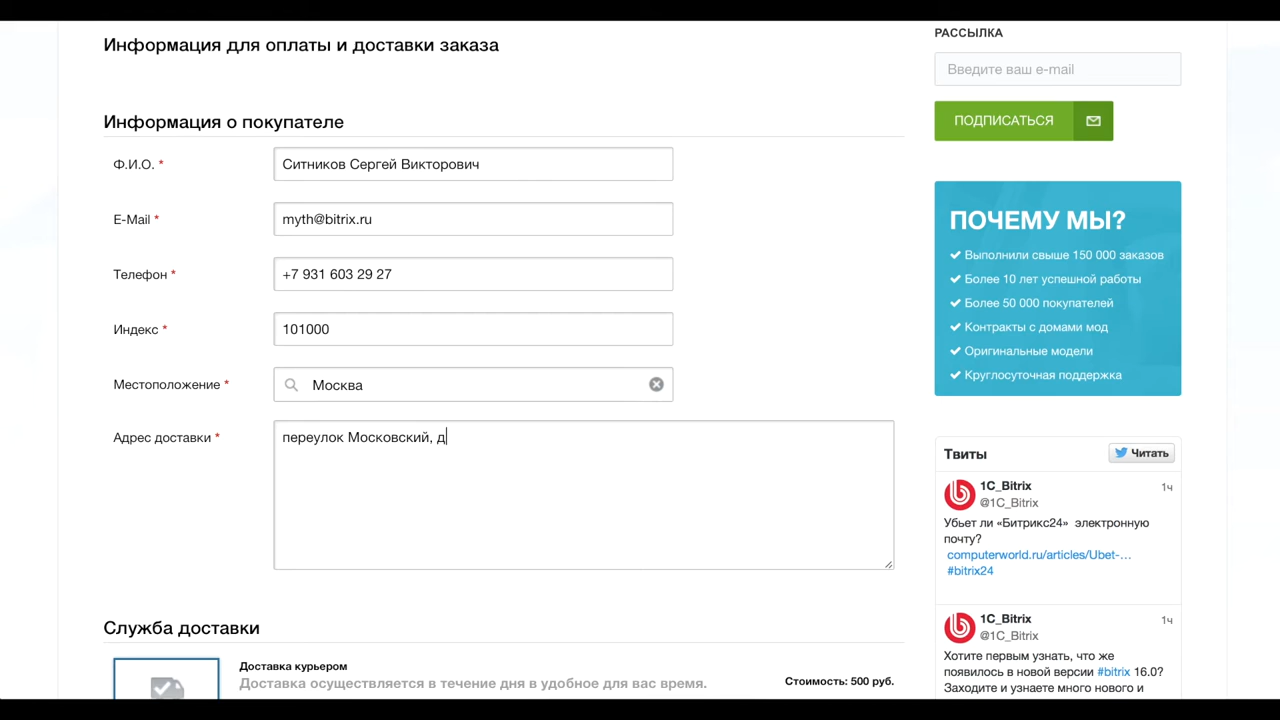 Информация для оплаты и доставки заказа
Информация о покупателе
Ф.И.О. *
Ситников Сергей Викторович
E-Mail *
myth@bitrix.ru
Телефон *
+7 931 603 29 27
Индекс *
101000
Местоположение *
Москва
Адрес доставки *
переулок Московский, д
Служба доставки
Доставка курьером
Доставка осуществляется в течение дня в удобное для вас время.
Стоимость: 500 руб.
РАССЫЛКА
Введите ваш e-mail
ПОДПИСАТЬСЯ
ПОЧЕМУ МЫ?
Выполнили свыше 150 000 заказов
Более 10 лет успешной работы
Более 50 000 покупателей
Контракты с домами мод
Оригинальные модели
Круглосуточная поддержка
Твиты
Читать
1C_Bitrix
1ч
@1C_Bitrix
Убьет ли «Битрикс24» электронную
почту?
computerworld.ru/articles/Ubet-…
#bitrix24
1C_Bitrix
1ч
@1C_Bitrix
Хотите первым узнать, что же
появилось в новой версии #bitrix 16.0?
Заходите и узнаете много нового и